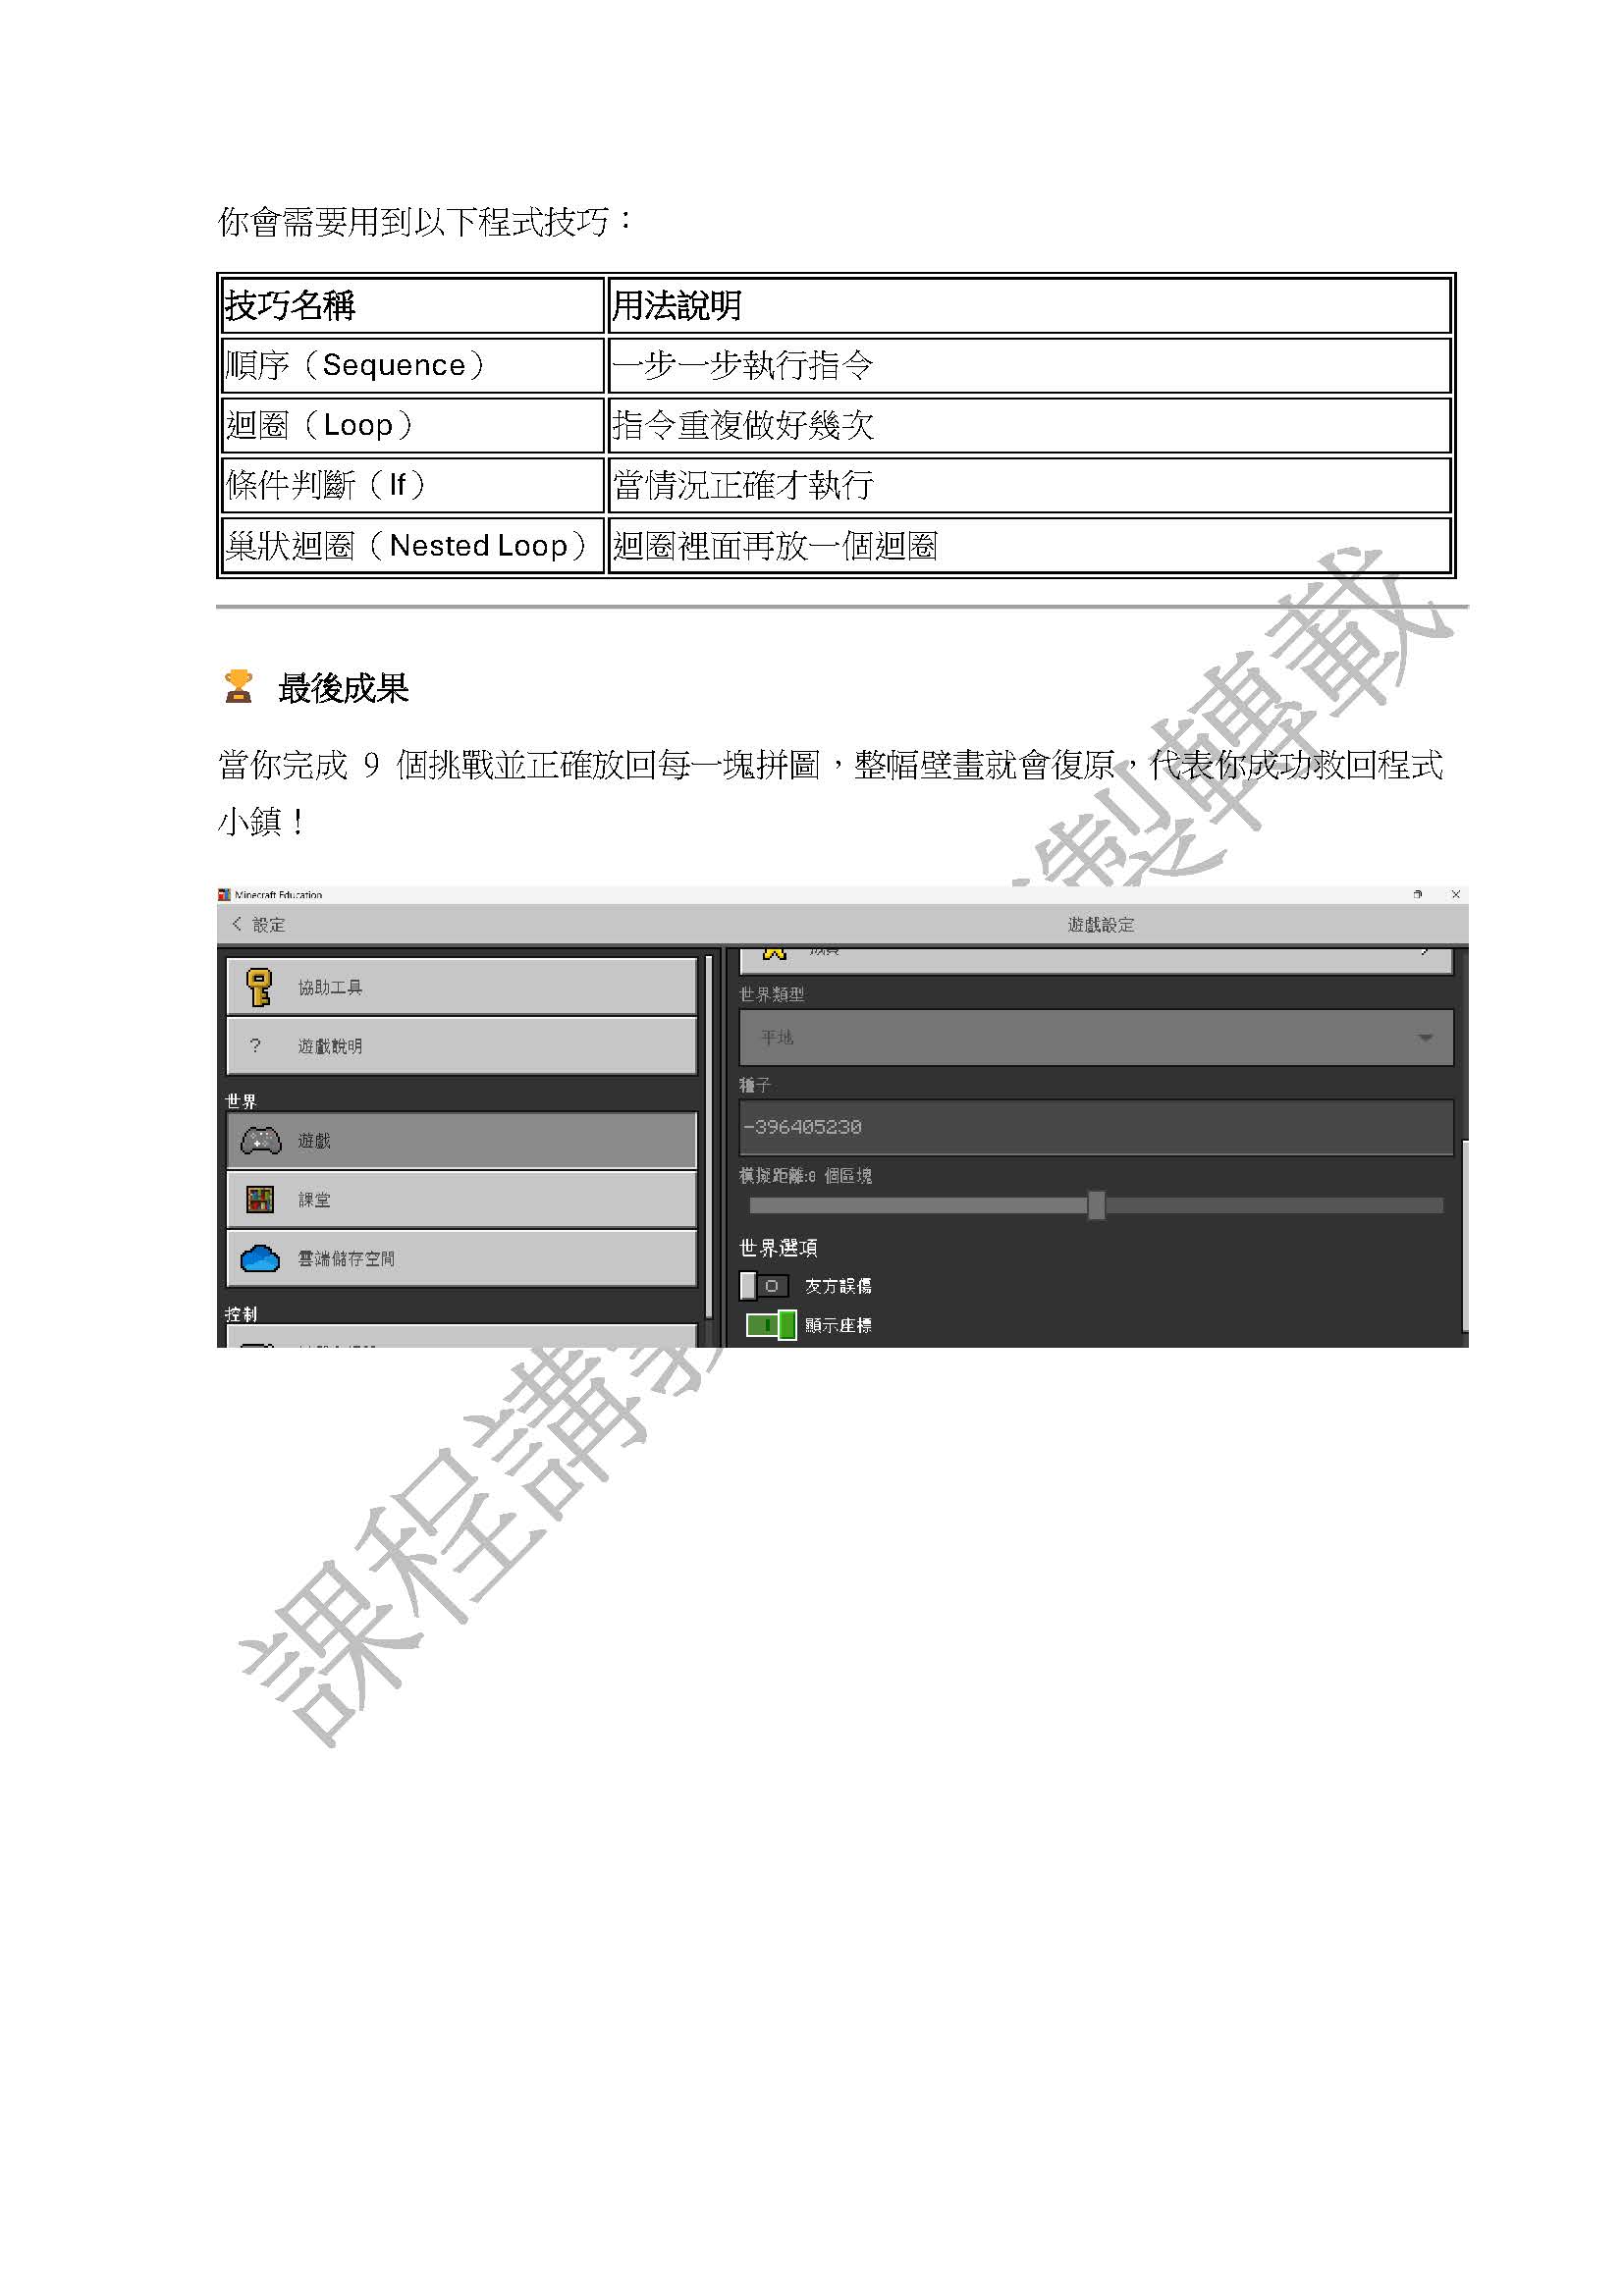 你會需要用到以下程式技巧：
技巧名稱 用法說明
順序（Sequence） 一步一步執行指令
迴圈（Loop） 指令重複做好幾次
條件判斷（If） 當情況正確才執行
巢狀迴圈（Nested Loop） 迴圈裡面再放一個迴圈
🏆 最後成果
當你完成 9 個挑戰並正確放回每一塊拼圖，整幅壁畫就會復原，代表你成功救回程式
小鎮！
Minecraft Education
< 設定
遊戲設定
協助工具
? 遊戲說明
世界
遊戲
課堂
雲端儲存空間
控制
世界類型
平地
種子
-396405230
模擬距離:8 個區塊
世界選項
友方誤傷
顯示座標
課程講
製轉載